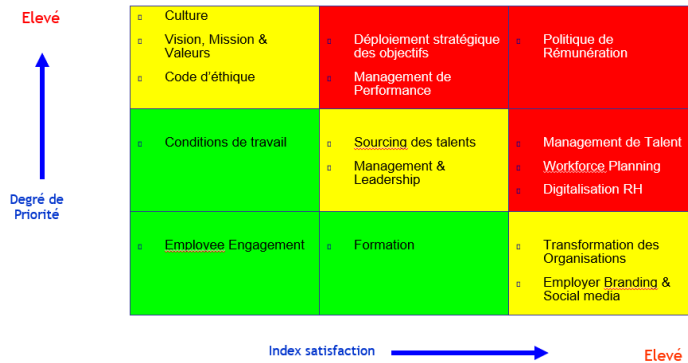 Elevé
Culture
Vision, Mission &
Valeurs
Code d'éthique
Déploiement stratégique
des objectifs
Management de
Performance
Politique de
Rémunération
Conditions de travail
Sourcing des talents
Management &
Leadership
Management de Talent
Workforce Planning
Digitalisation RH
Degré de
Priorité
Employee Engagement
Formation
Transformation des
Organisations
Employer Branding &
Social media
Index satisfaction
Elevé